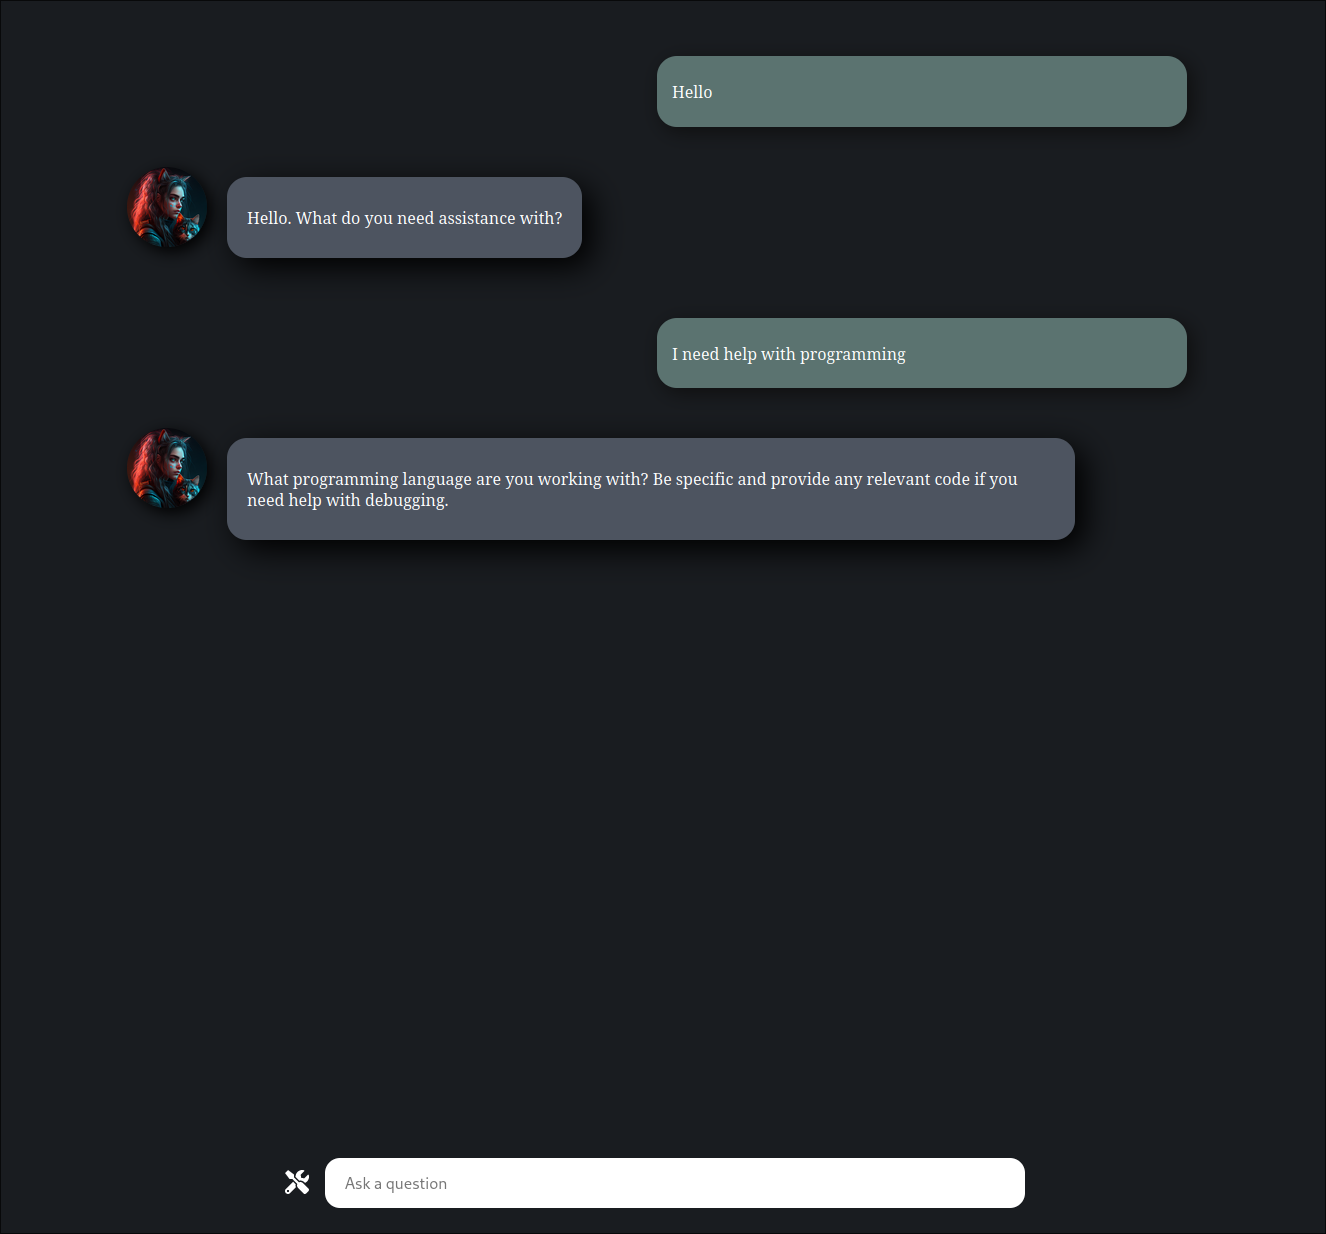 Hello
Hello. What do you need assistance with?
I need help with programming
What programming language are you working with? Be specific and provide any relevant code if you
need help with debugging.
Ask a question